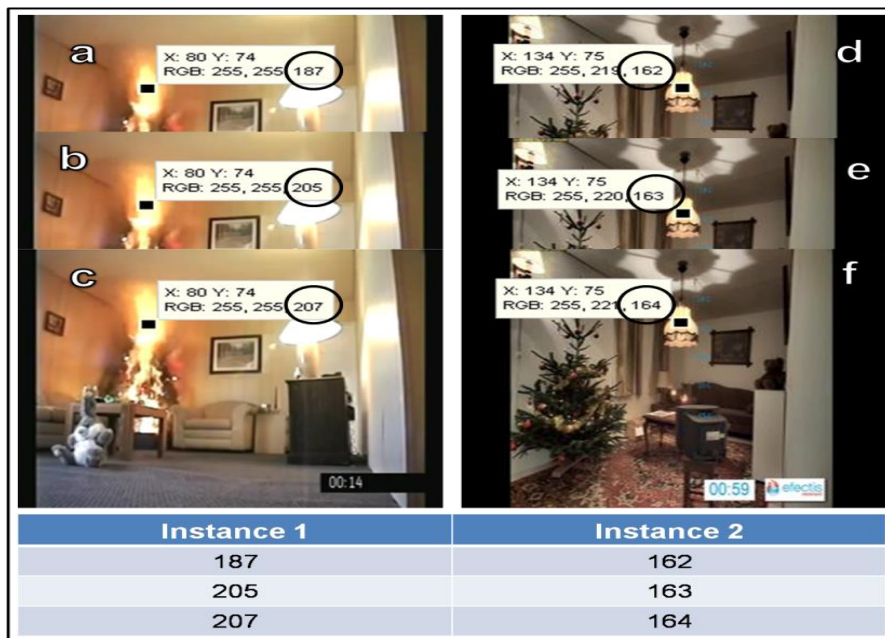 a
X: 80 Y: 74
RGB: 255, 255, 187
b
X: 80 Y: 74
RGB: 255, 255, 205
c
X: 80 Y: 74
RGB: 255, 255, 207
00:14
d
X: 134 Y: 75
RGB: 255, 219, 162
e
X: 134 Y: 75
RGB: 255, 220, 163
f
X: 134 Y: 75
RGB: 255, 221, 164
00:59 efectis
Instance 1 Instance 2
187 162
205 163
207 164